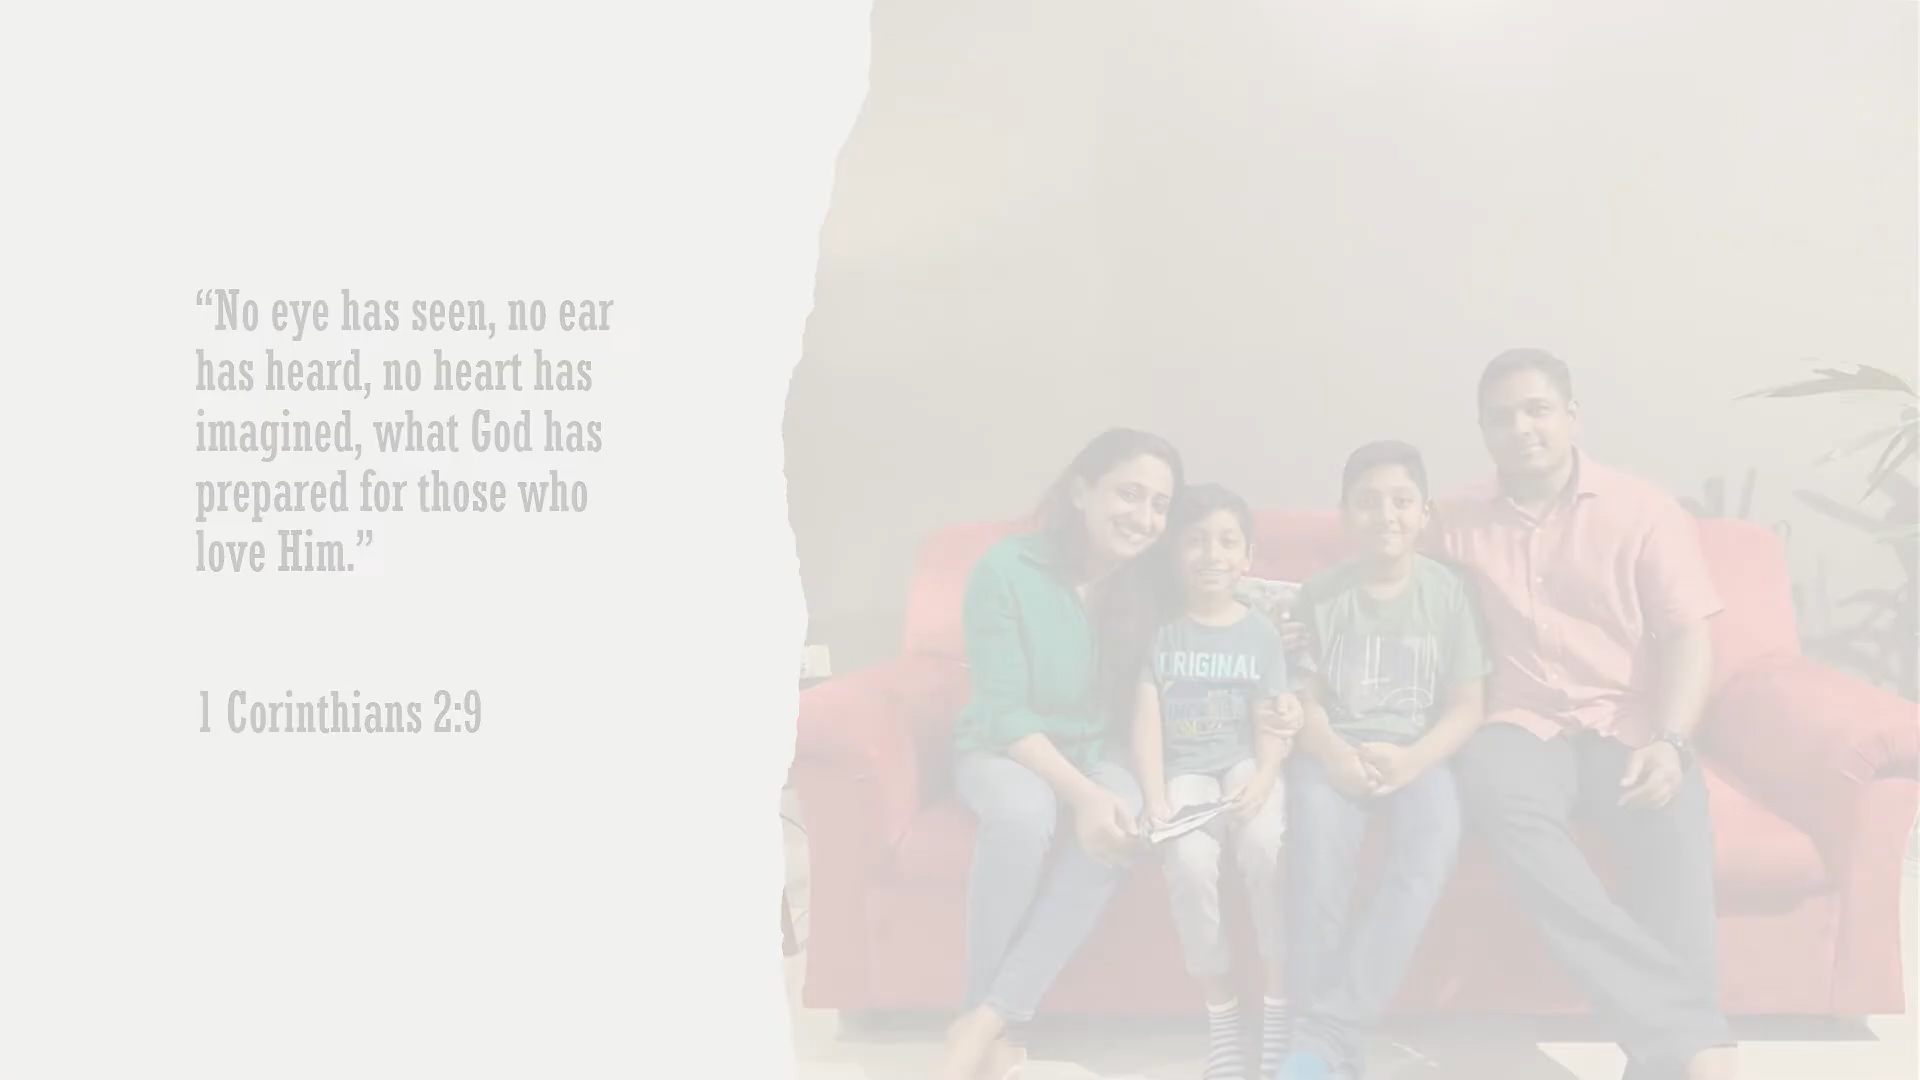 “No eye has seen, no ear
has heard, no heart has
imagined, what God has
prepared for those who
love Him.”
1 Corinthians 2:9
ORIGINAL